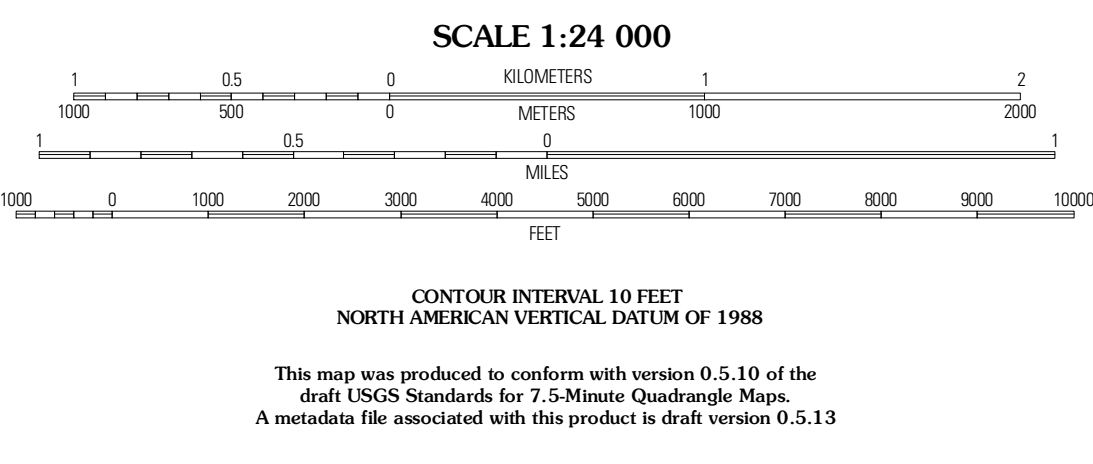 SCALE 1:24 000
1 0.5 0 KILOMETERS 1 2
1000 500 0 METERS 1000 2000
1 0.5 0 1
MILES
1000 0 1000 2000 3000 4000 5000 6000 7000 8000 9000 10000
FEET
CONTOUR INTERVAL 10 FEET
NORTH AMERICAN VERTICAL DATUM OF 1988
This map was produced to conform with version 0.5.10 of the
draft USGS Standards for 7.5-Minute Quadrangle Maps.
A metadata file associated with this product is draft version 0.5.13